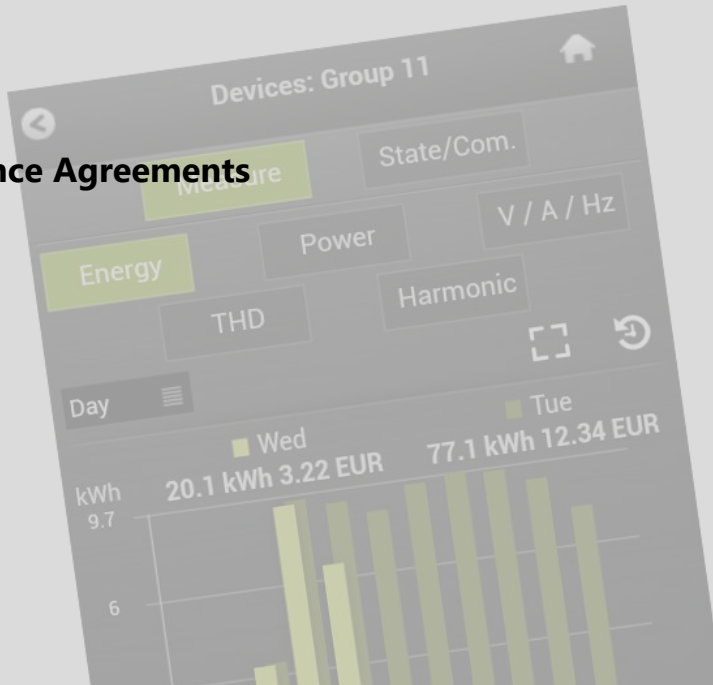 Devices: Group 11
State/Com.
nce Agreements
Measure
Energy
Power
V / A / Hz
THD
Harmonic
Day
Wed
Tue
20.1 kWh 3.22 EUR
77.1 kWh 12.34 EUR
kWh
9.7
6